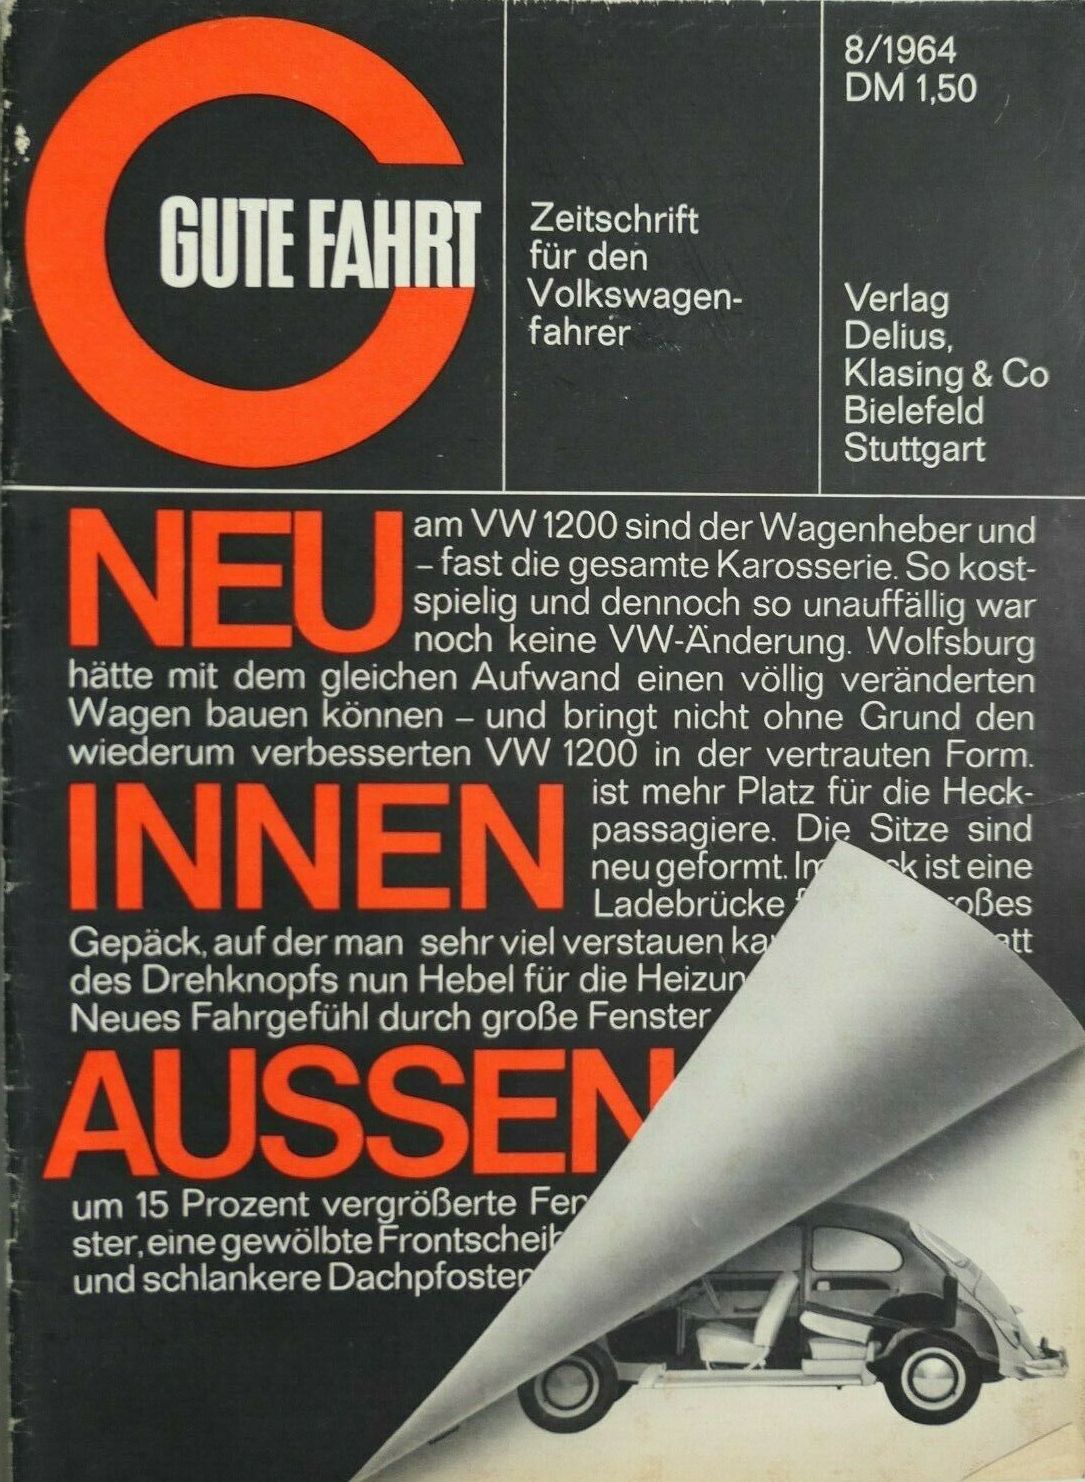 GUTE FAHRT
Zeitschrift
für den
Volkswagen-
fahrer
8/1964
DM 1,50
Verlag
Delius,
Klasing & Co
Bielefeld
Stuttgart
NEU
am VW 1200 sind der Wagenheber und
– fast die gesamte Karosserie. So kost-
spielig und dennoch so unauffällig war
noch keine VW-Änderung. Wolfsburg
hätte mit dem gleichen Aufwand einen völlig veränderten
Wagen bauen können – und bringt nicht ohne Grund den
wiederum verbesserten VW 1200 in der vertrauten Form.
INNEN
ist mehr Platz für die Heck-
passagiere. Die Sitze sind
neu geformt. ist eine
Ladebrücke
Gepäck, auf der man sehr viel verstauen
des Drehknopfs nun Hebel für die
Neues Fahrgefühl durch große Fenster
AUSSEN
um 15 Prozent vergrößerte Fen
ster, eine gewölbte Frontscheib
und schlankere Dachpfosten